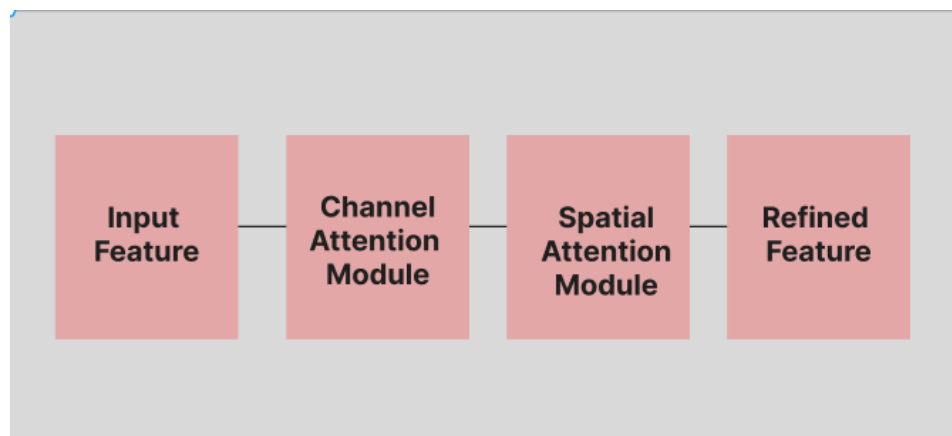 Input
Feature
Channel
Attention
Module
Spatial
Attention
Module
Refined
Feature